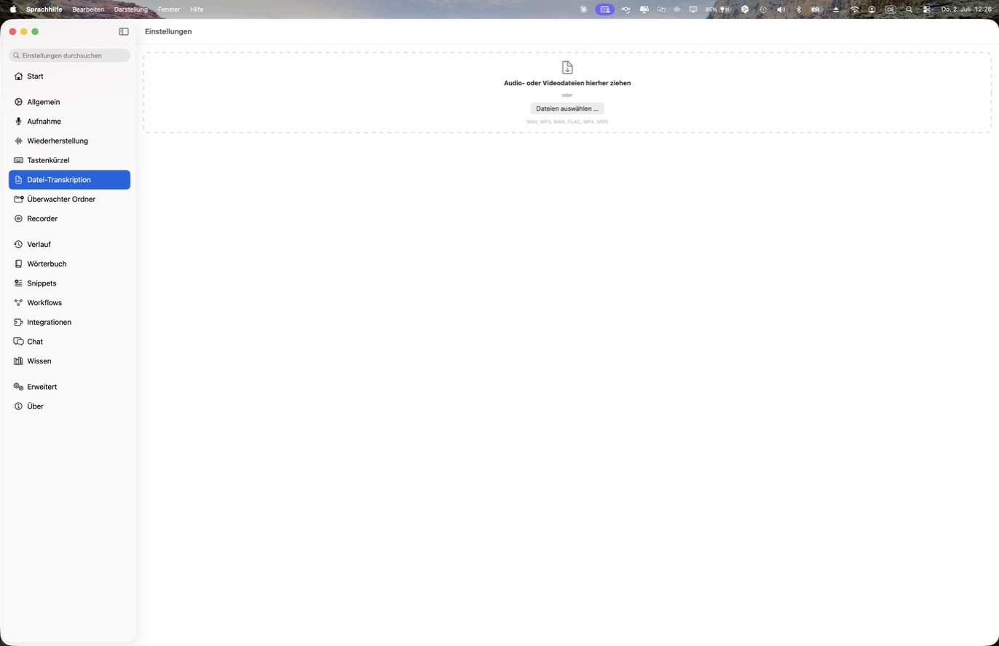 Sprachhilfe Bearbeiten Darstellung Fenster Hilfe 85% DE Do. 2. Juli 12:26
Einstellungen
Einstellungen durchsuchen
Start
Allgemein
Aufnahme
Wiederherstellung
Tastenkürzel
Datei-Transkription
Überwachter Ordner
Recorder
Verlauf
Wörterbuch
Snippets
Workflows
Integrationen
Chat
Wissen
Erweitert
Über
Audio- oder Videodateien hierher ziehen
oder
Dateien auswählen ...
WAV, MP3, M4A, FLAC, MP4, MOV